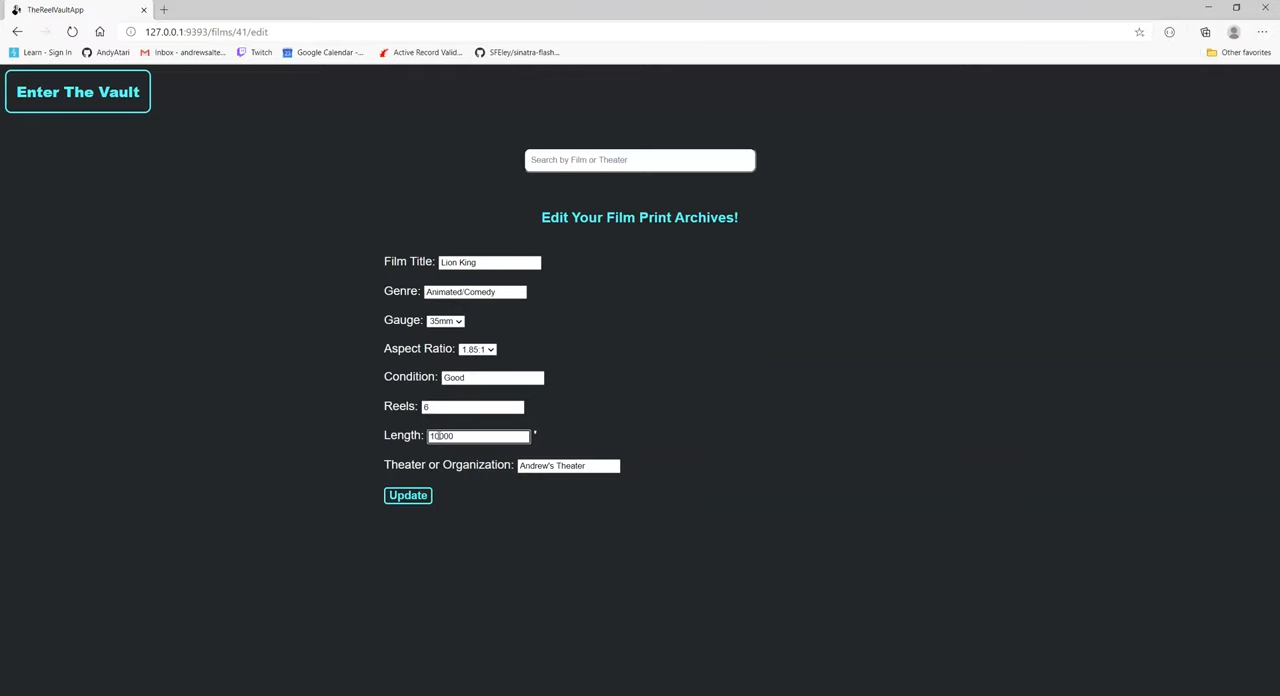 TheReelVaultApp
127.0.0.1:9393/films/41/edit
Learn - Sign In
AndyAtari
Inbox - andrewsalte...
Twitch
Google Calendar -...
Active Record Valid...
SFEley/sinatra-flash...
Other favorites
Enter The Vault
Search by Film or Theater
Edit Your Film Print Archives!
Film Title: Lion King
Genre: Animated/Comedy
Gauge: 35mm
Aspect Ratio: 1.85:1
Condition: Good
Reels: 6
Length: 10000 '
Theater or Organization: Andrew's Theater
Update